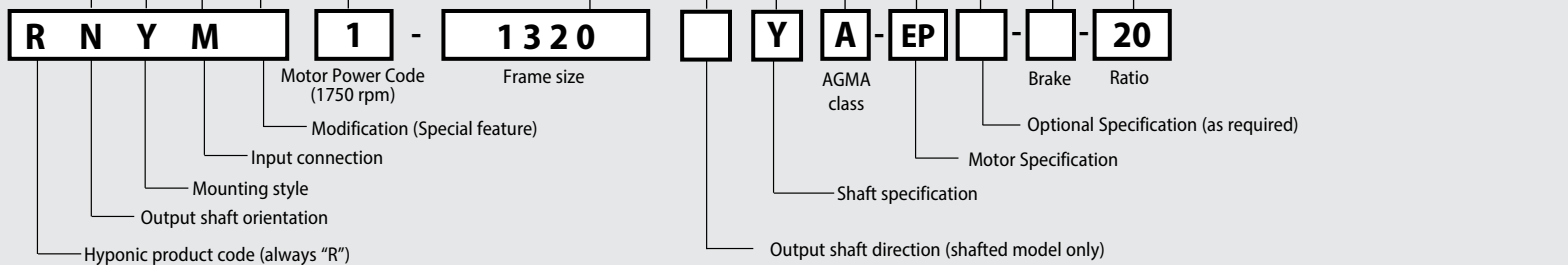 R N Y M 1 - 1320 Y A - EP - - 20
Motor Power Code
(1750 rpm)
Frame size
AGMA
class
Brake
Ratio
Modification (Special feature)
Optional Specification (as required)
Input connection
Motor Specification
Mounting style
Shaft specification
Output shaft orientation
Output shaft direction (shafted model only)
Hyponic product code (always “R”)